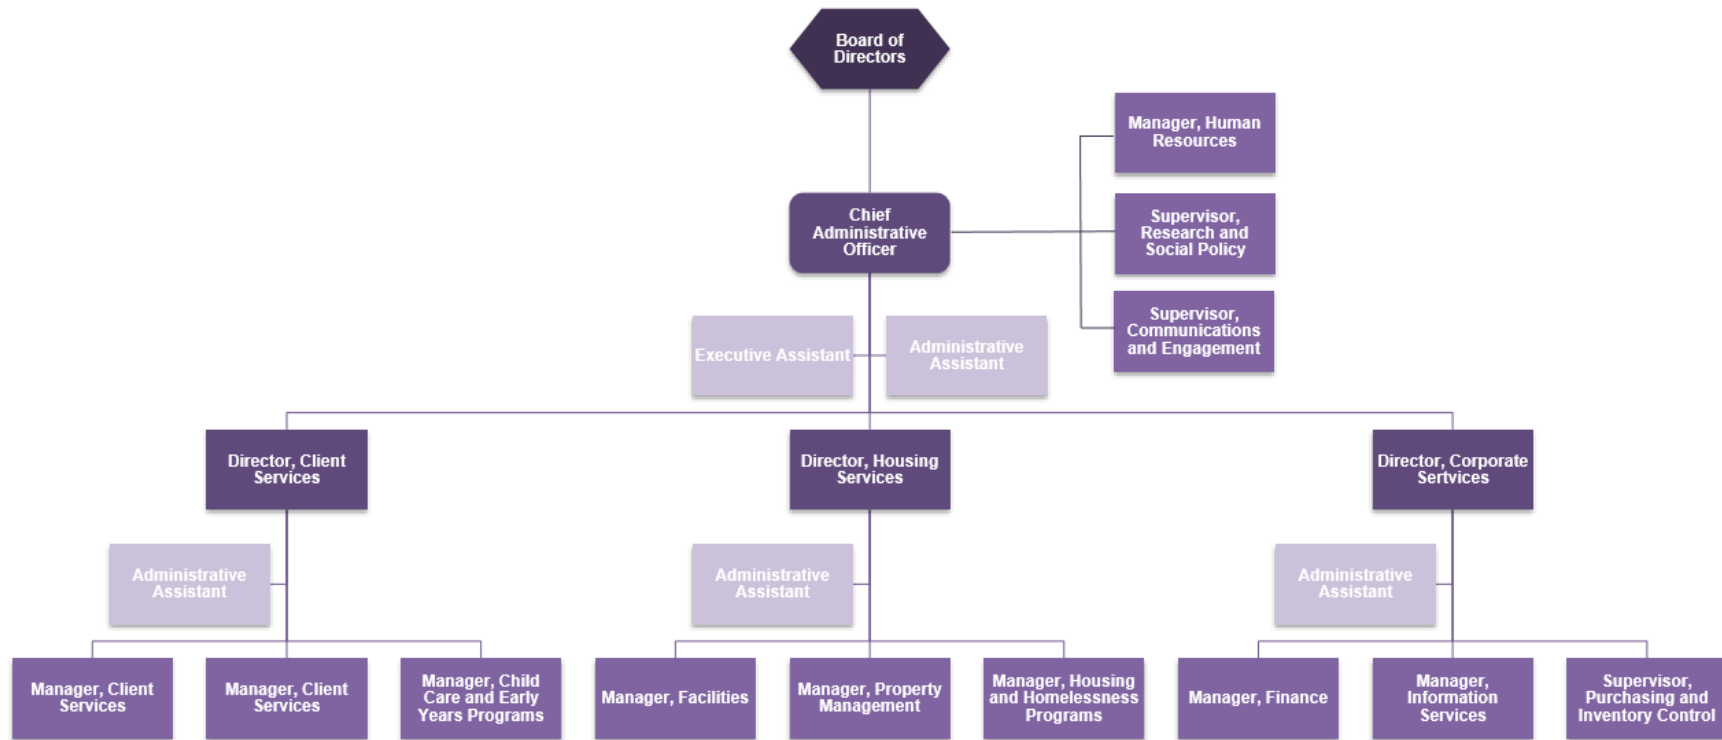 Board of
Directors
Manager, Human
Resources
Chief
Administrative
Officer
Supervisor,
Research and
Social Policy
Supervisor,
Communications
and Engagement
Executive Assistant
Administrative
Assistant
Director, Client
Services
Director, Housing
Services
Director, Corporate
Sertvices
Administrative
Assistant
Administrative
Assistant
Administrative
Assistant
Manager, Client
Services
Manager, Client
Services
Manager, Child
Care and Early
Years Programs
Manager, Facilities
Manager, Property
Management
Manager, Housing
and Homelessness
Programs
Manager, Finance
Manager,
Information
Services
Supervisor,
Purchasing and
Inventory Control